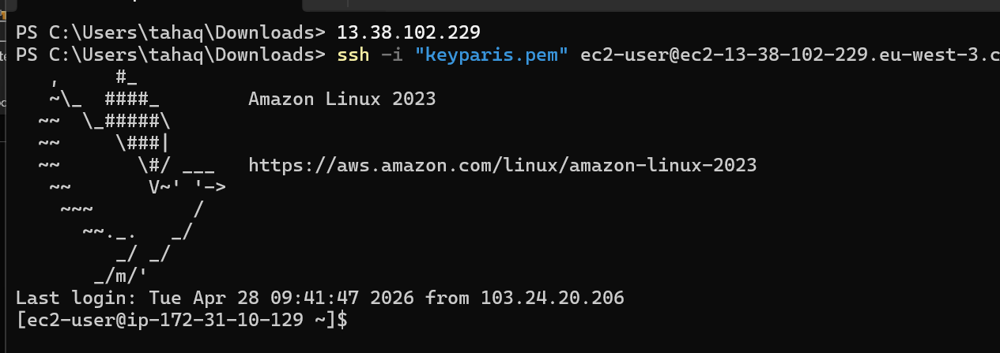 PS C:\Users\tahaq\Downloads> 13.38.102.229
PS C:\Users\tahaq\Downloads> ssh -i "keyparis.pem" ec2-user@ec2-13-38-102-229.eu-west-3.c
   ,     #_
   ~\_  ####_        Amazon Linux 2023
  ~~  \_#####\
  ~~     \###|
  ~~       \#/ ___   https://aws.amazon.com/linux/amazon-linux-2023
   ~~       V~' '->
    ~~~         /
      ~~._.   _/
         _/ _/
       _/m/'
Last login: Tue Apr 28 09:41:47 2026 from 103.24.20.206
[ec2-user@ip-172-31-10-129 ~]$